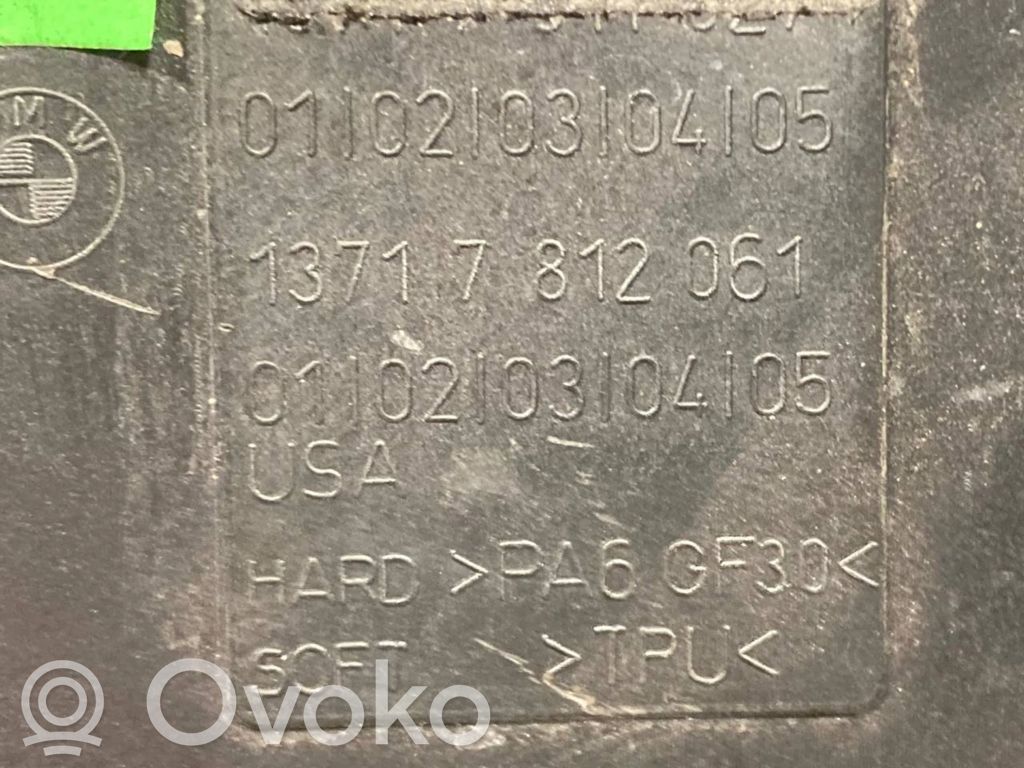 01|02|03|04|05
BMW
1371 7 812 061
01|02|03|04|05
USA
HARD >PA6 GF30<
SOFT >TPU<
Ovoko